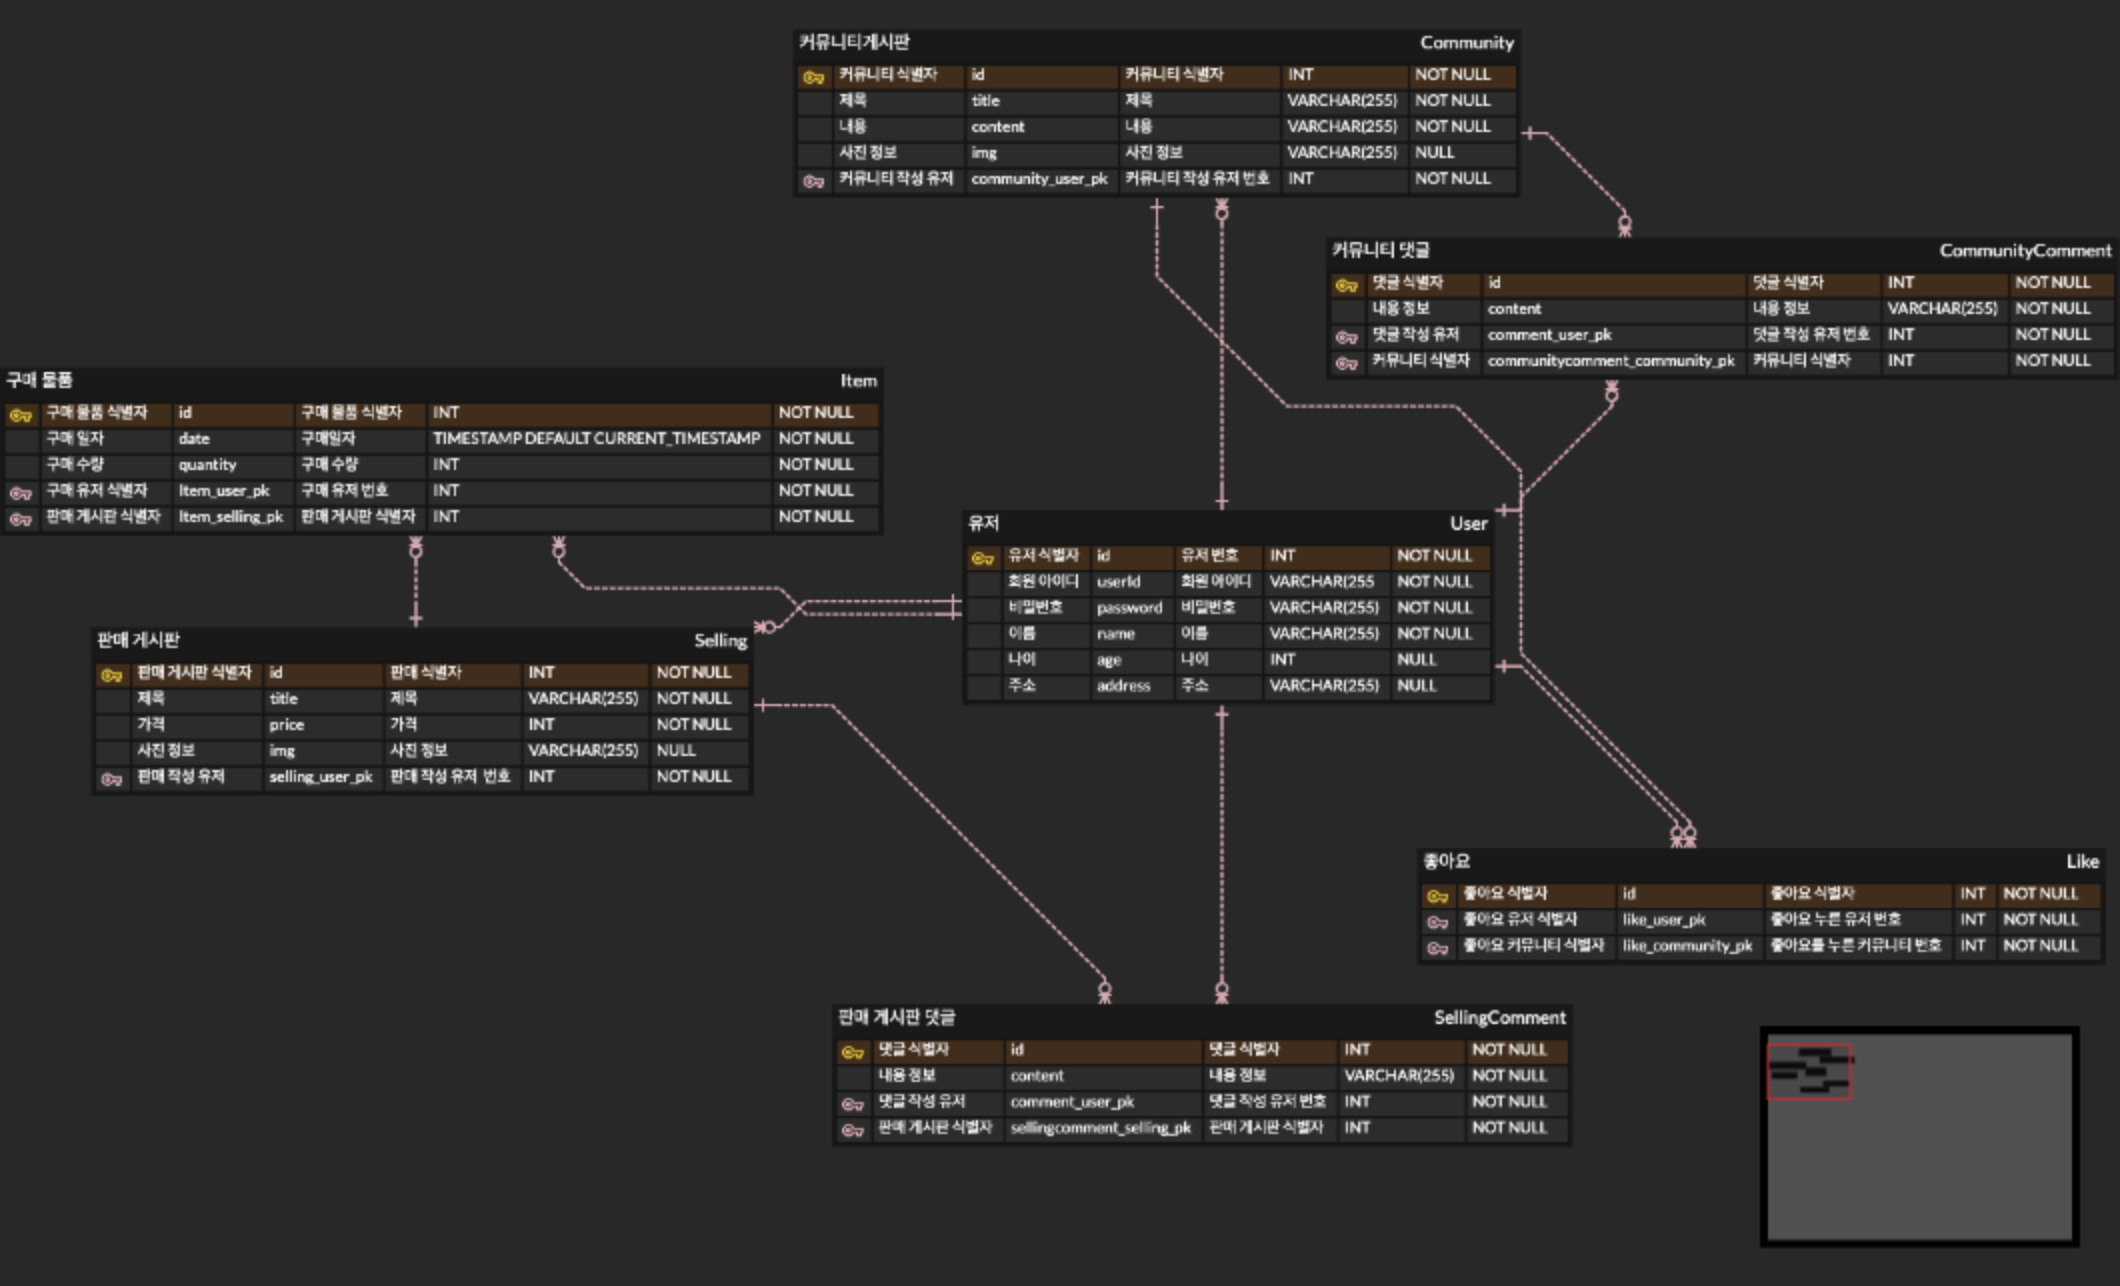 커뮤니티게시판 Community
커뮤니티 식별자 id 커뮤니티 식별자 INT NOT NULL
제목 title 제목 VARCHAR(255) NOT NULL
내용 content 내용 VARCHAR(255) NOT NULL
사진 정보 img 사진 정보 VARCHAR(255) NULL
커뮤니티 작성 유저 community_user_pk 커뮤니티 작성 유저 번호 INT NOT NULL
커뮤니티 댓글 CommunityComment
댓글 식별자 id 댓글 식별자 INT NOT NULL
내용 정보 content 내용 정보 VARCHAR(255) NOT NULL
댓글 작성 유저 comment_user_pk 댓글 작성 유저 번호 INT NOT NULL
커뮤니티 식별자 communitycomment_community_pk 커뮤니티 식별자 INT NOT NULL
구매 물품 Item
구매 물품 식별자 id 구매 물품 식별자 INT NOT NULL
구매 일자 date 구매일자 TIMESTAMP DEFAULT CURRENT_TIMESTAMP NOT NULL
구매 수량 quantity 구매 수량 INT NOT NULL
구매 유저 식별자 Item_user_pk 구매 유저 번호 INT NOT NULL
판매 게시판 식별자 Item_selling_pk 판매 게시판 식별자 INT NOT NULL
유저 User
유저 식별자 id 유저 번호 INT NOT NULL
회원 아이디 userId 회원 아이디 VARCHAR(255 NOT NULL
비밀번호 password 비밀번호 VARCHAR(255) NOT NULL
이름 name 이름 VARCHAR(255) NOT NULL
나이 age 나이 INT NULL
주소 address 주소 VARCHAR(255) NULL
판매 게시판 Selling
판매 게시판 식별자 id 판매 식별자 INT NOT NULL
제목 title 제목 VARCHAR(255) NOT NULL
가격 price 가격 INT NOT NULL
사진 정보 img 사진 정보 VARCHAR(255) NULL
판매 작성 유저 selling_user_pk 판매 작성 유저 번호 INT NOT NULL
좋아요 Like
좋아요 식별자 id 좋아요 식별자 INT NOT NULL
좋아요 유저 식별자 like_user_pk 좋아요 누른 유저 번호 INT NOT NULL
좋아요 커뮤니티 식별자 like_community_pk 좋아요를 누른 커뮤니티 번호 INT NOT NULL
판매 게시판 댓글 SellingComment
댓글 식별자 id 댓글 식별자 INT NOT NULL
내용 정보 content 내용 정보 VARCHAR(255) NOT NULL
댓글 작성 유저 comment_user_pk 댓글 작성 유저 번호 INT NOT NULL
판매 게시판 식별자 sellingcomment_selling_pk 판매 게시판 식별자 INT NOT NULL